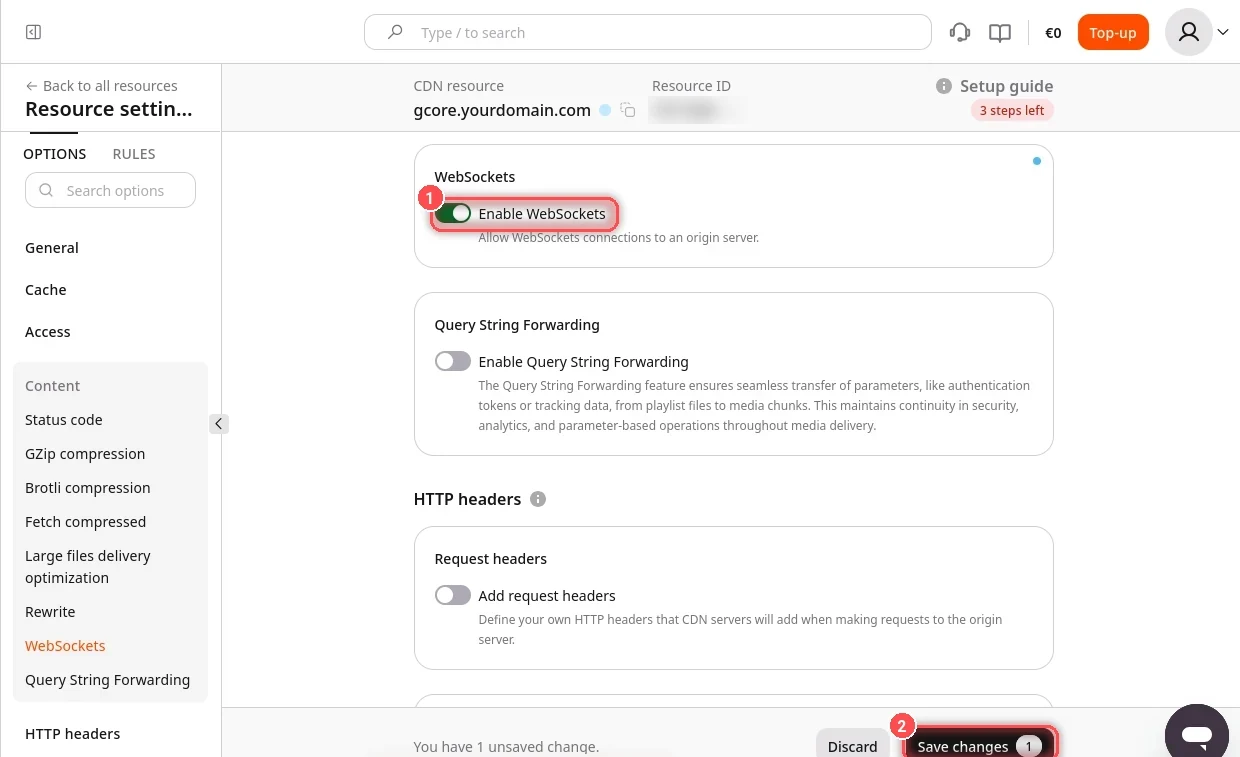 Type / to search
€0
Top-up
Back to all resources
Resource settin...
CDN resource
gcore.yourdomain.com
Resource ID
Setup guide
3 steps left
OPTIONS
RULES
Search options
General
Cache
Access
Content
Status code
GZip compression
Brotli compression
Fetch compressed
Large files delivery
optimization
Rewrite
WebSockets
Query String Forwarding
HTTP headers
WebSockets
1
Enable WebSockets
Allow WebSockets connections to an origin server.
Query String Forwarding
Enable Query String Forwarding
The Query String Forwarding feature ensures seamless transfer of parameters, like authentication
tokens or tracking data, from playlist files to media chunks. This maintains continuity in security,
analytics, and parameter-based operations throughout media delivery.
HTTP headers
Request headers
Add request headers
Define your own HTTP headers that CDN servers will add when making requests to the origin
server.
You have 1 unsaved change.
Discard
2
Save changes 1